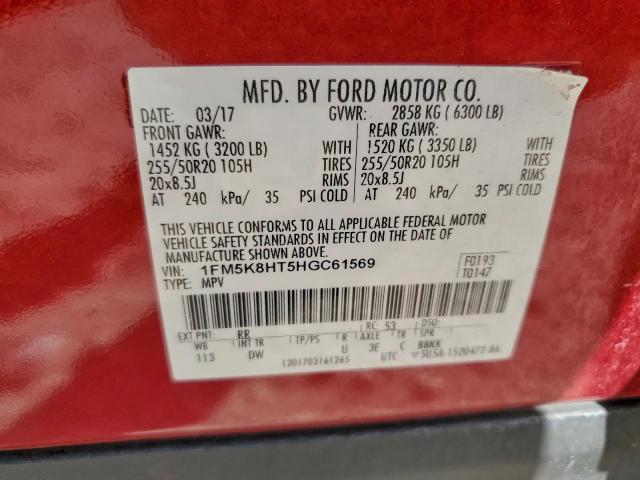 MFD. BY FORD MOTOR CO.
DATE: 03/17 GVWR: 2858 KG ( 6300 LB)
FRONT GAWR: REAR GAWR:
1452 KG ( 3200 LB) WITH 1520 KG ( 3350 LB) WITH
255/50R20 105H TIRES 255/50R20 105H TIRES
20x8.5J RIMS 20x8.5J RIMS
AT 240 kPa/ 35 PSI COLD AT 240 kPa/ 35 PSI COLD
THIS VEHICLE CONFORMS TO ALL APPLICABLE FEDERAL MOTOR
VEHICLE SAFETY STANDARDS IN EFFECT ON THE DATE OF
MANUFACTURE SHOWN ABOVE.
VIN: 1FM5K8HT5HGC61569 F0193
TYPE: MPV T0147
EXT PNT: RR RC: 53 DSO:
WB INT TR TP/PS R AXLE TR SPR
113 DW U 3E C 88KK
1201703161265 UTC ▽5U5A-1520472-BA